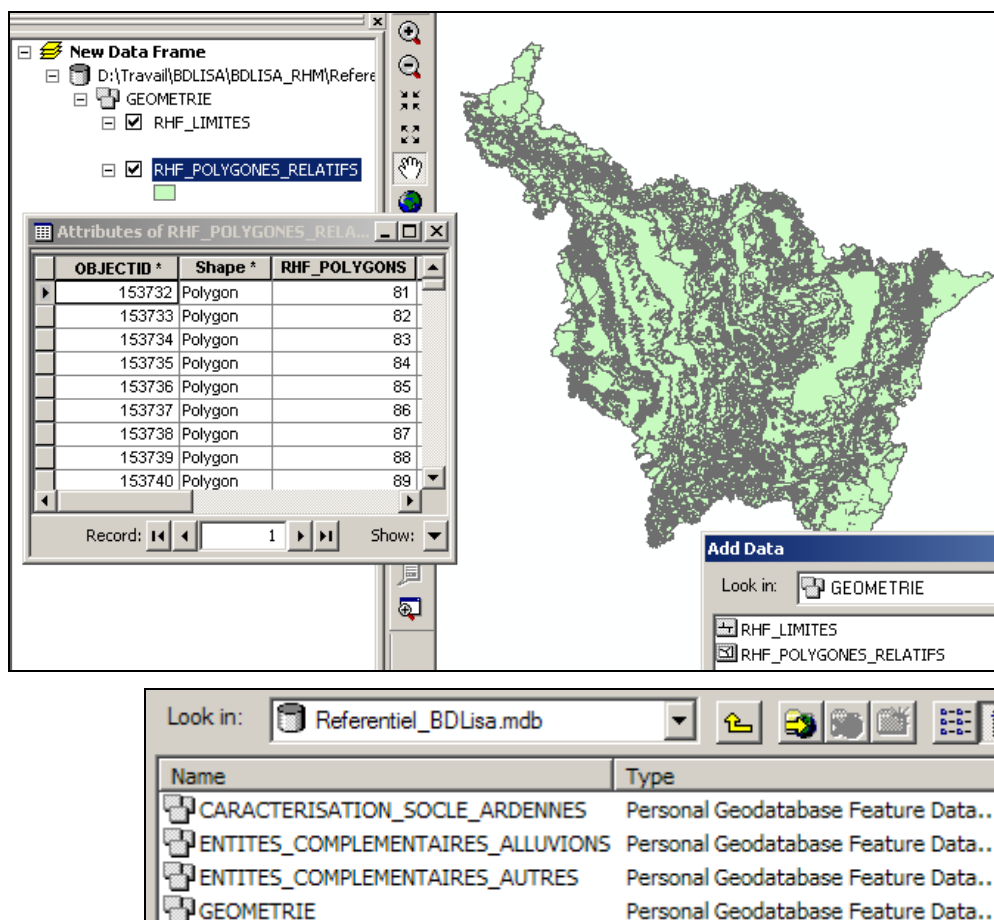 New Data Frame
D:\Travail\BDLISA\BDLISA_RHM\Refere
GEOMETRIE
RHF_LIMITES
RHF_POLYGONES_RELATIFS
Attributes of RHF_POLYGONES_RELA...
OBJECTID * Shape * RHF_POLYGONS
153732 Polygon 81
153733 Polygon 82
153734 Polygon 83
153735 Polygon 84
153736 Polygon 85
153737 Polygon 86
153738 Polygon 87
153739 Polygon 88
153740 Polygon 89
Record: 1 Show:
Add Data
Look in: GEOMETRIE
RHF_LIMITES
RHF_POLYGONES_RELATIFS
Look in: Referentiel_BDLisa.mdb
Name Type
CARACTERISATION_SOCLE_ARDENNES Personal Geodatabase Feature Data...
ENTITES_COMPLEMENTAIRES_ALLUVIONS Personal Geodatabase Feature Data...
ENTITES_COMPLEMENTAIRES_AUTRES Personal Geodatabase Feature Data...
GEOMETRIE Personal Geodatabase Feature Data...